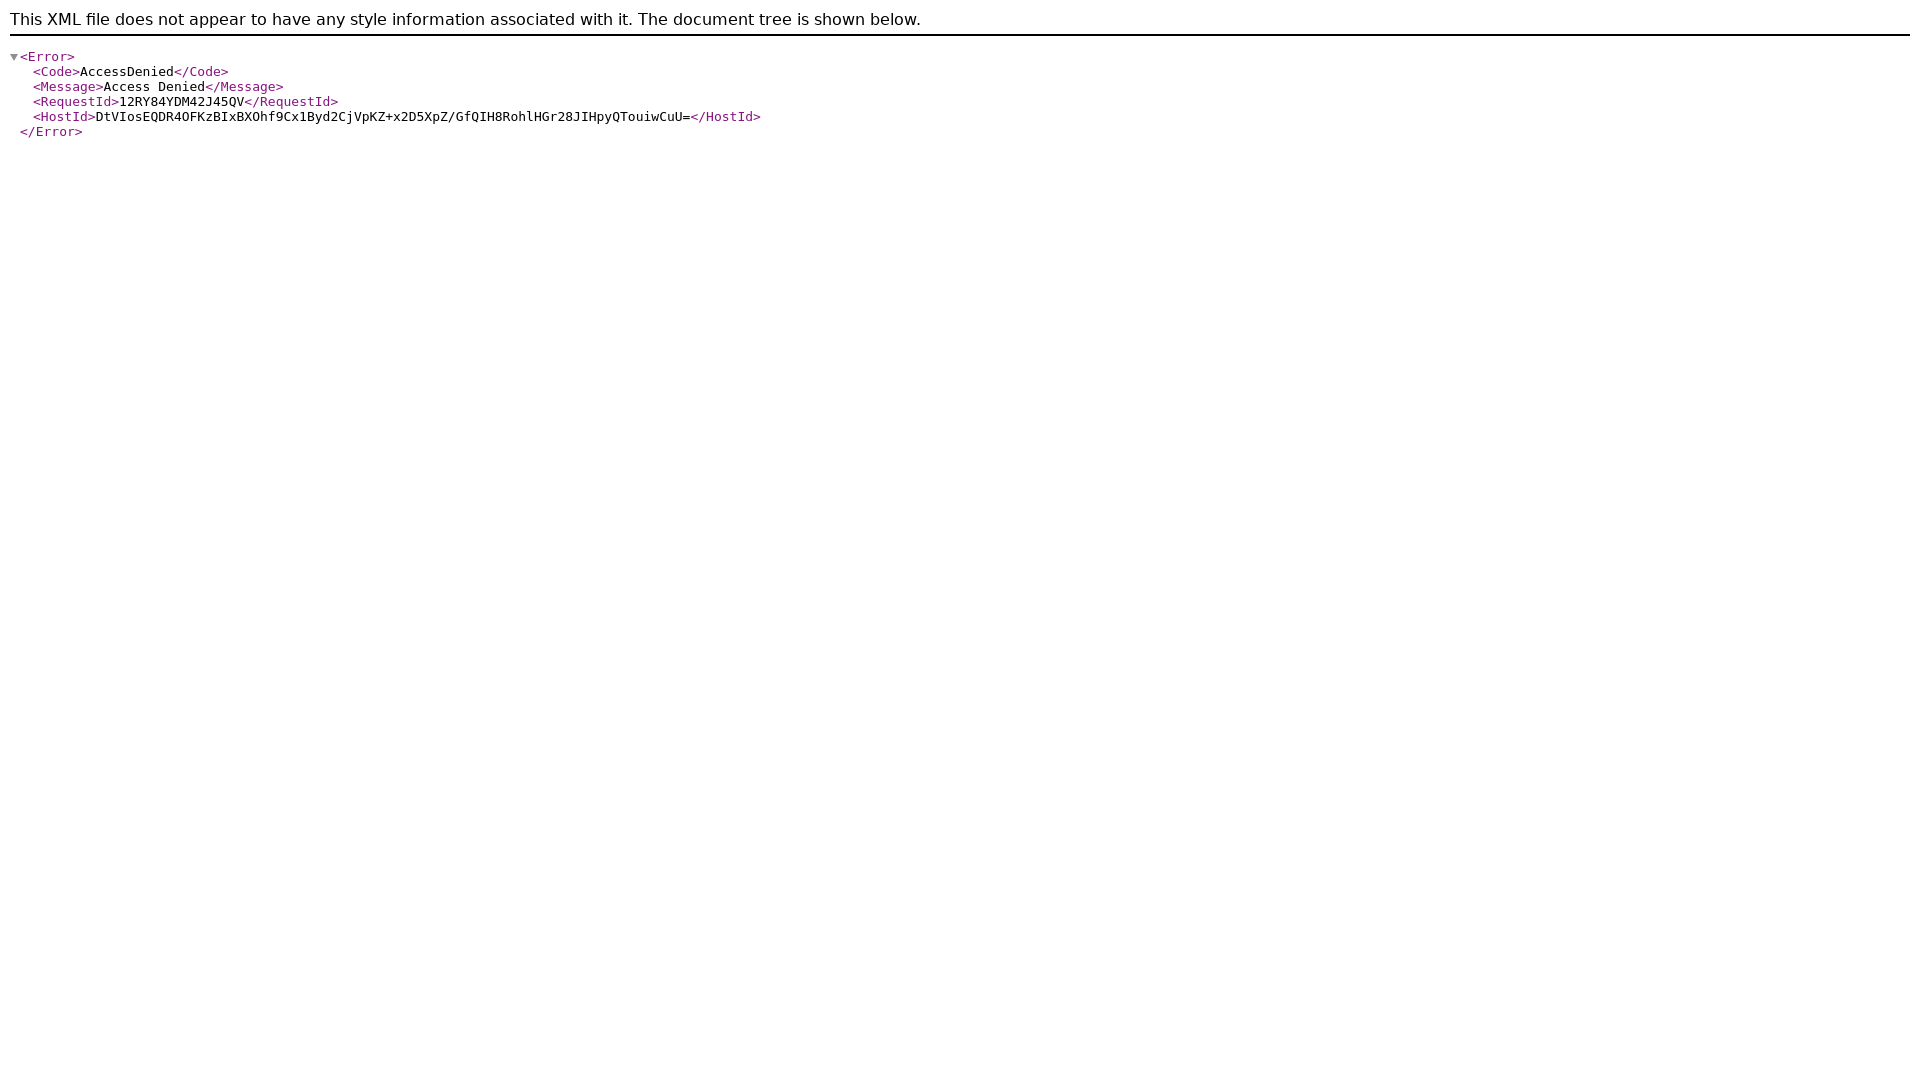 This XML file does not appear to have any style information associated with it. The document tree is shown below.
<Error>
<Code>AccessDenied</Code>
<Message>Access Denied</Message>
<RequestId>12RY84YDM42J45QV</RequestId>
<HostId>DtVIosEQDR4OFKzBIxBXOhf9Cx1Byd2CjVpKZ+x2D5XpZ/GfQIH8RohlHGr28JIHpyQTouiwCuU=</HostId>
</Error>